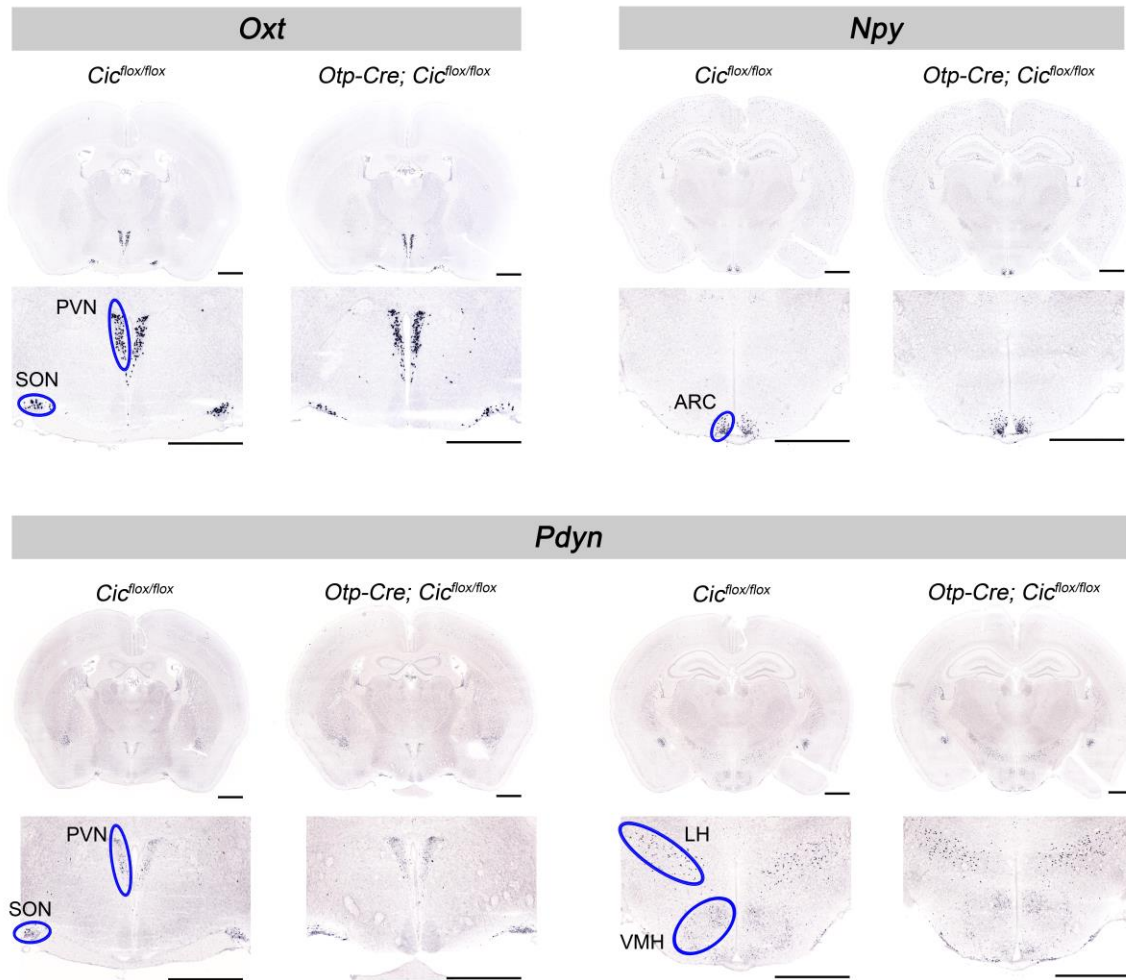 Oxt
Npy
Cicflox/flox
Otp-Cre; Cicflox/flox
Cicflox/flox
Otp-Cre; Cicflox/flox
PVN
SON
ARC
Pdyn
Cicflox/flox
Otp-Cre; Cicflox/flox
Cicflox/flox
Otp-Cre; Cicflox/flox
PVN
LH
SON
VMH